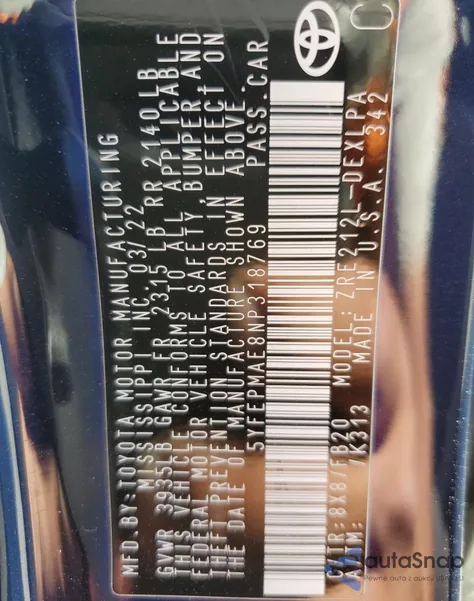 MFD.BY:TOYOTA MOTOR MANUFACTURING
MISSISSIPPI INC. 03/22
GVWR 3935LB GAWR FR 2315 LB RR 2140LB
THIS VEHICLE CONFORMS TO ALL APPLICABLE
FEDERAL MOTOR VEHICLE SAFETY, BUMPER AND
THEFT PREVENTION STANDARDS IN EFFECT ON
THE DATE OF MANUFACTURE SHOWN ABOVE.
5YFEPMAE8NP318769 PASS.CAR
C/TR:8X8/FB20 MODEL: ZRE212L-DEXLPA
A/TM: /K313 MADE IN U.S.A. 342
C
autaSnap